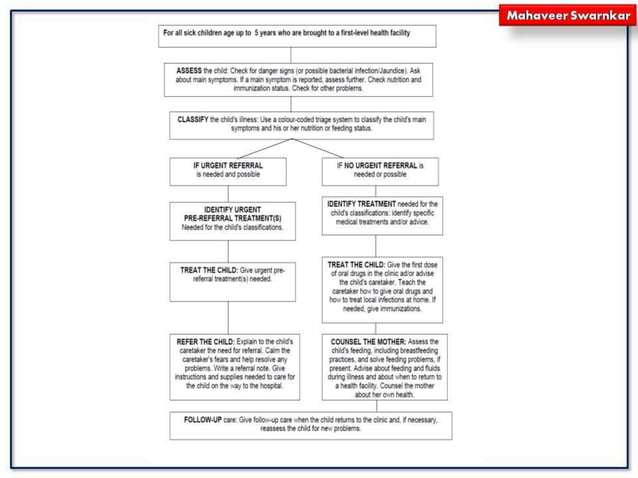 Mahaveer Swarnkar
For all sick children age up to 5 years who are brought to a first-level health facility
ASSESS the child: Check for danger signs (or possible bacterial infection/Jaundice). Ask
about main symptoms. If a main symptom is reported, assess further. Check nutrition and
immunization status. Check for other problems.
CLASSIFY the child's illness: Use a colour-coded triage system to classify the child's main
symptoms and his or her nutrition or feeding status.
IF URGENT REFERRAL
is needed and possible
IDENTIFY URGENT
PRE-REFERRAL TREATMENT(S)
Needed for the child's classifications.
TREAT THE CHILD: Give urgent pre-
referral treatment(s) needed.
REFER THE CHILD: Explain to the child's
caretaker the need for referral. Calm the
caretaker's fears and help resolve any
problems. Write a referral note. Give
instructions and supplies needed to care for
the child on the way to the hospital.
IF NO URGENT REFERRAL is
needed or possible
IDENTIFY TREATMENT needed for the
child's classifications: identify specific
medical treatments and/or advice.
TREAT THE CHILD: Give the first dose
of oral drugs in the clinic and/or advise
the child's caretaker. Teach the
caretaker how to give oral drugs and
how to treat local infections at home. If
needed, give immunizations.
COUNSEL THE MOTHER: Assess the
child's feeding, including breastfeeding
practices, and solve feeding problems, if
present. Advise about feeding and fluids
during illness and about when to return to
a health facility. Counsel the mother
about her own health.
FOLLOW-UP care: Give follow-up care when the child returns to the clinic and, if necessary,
reassess the child for new problems.